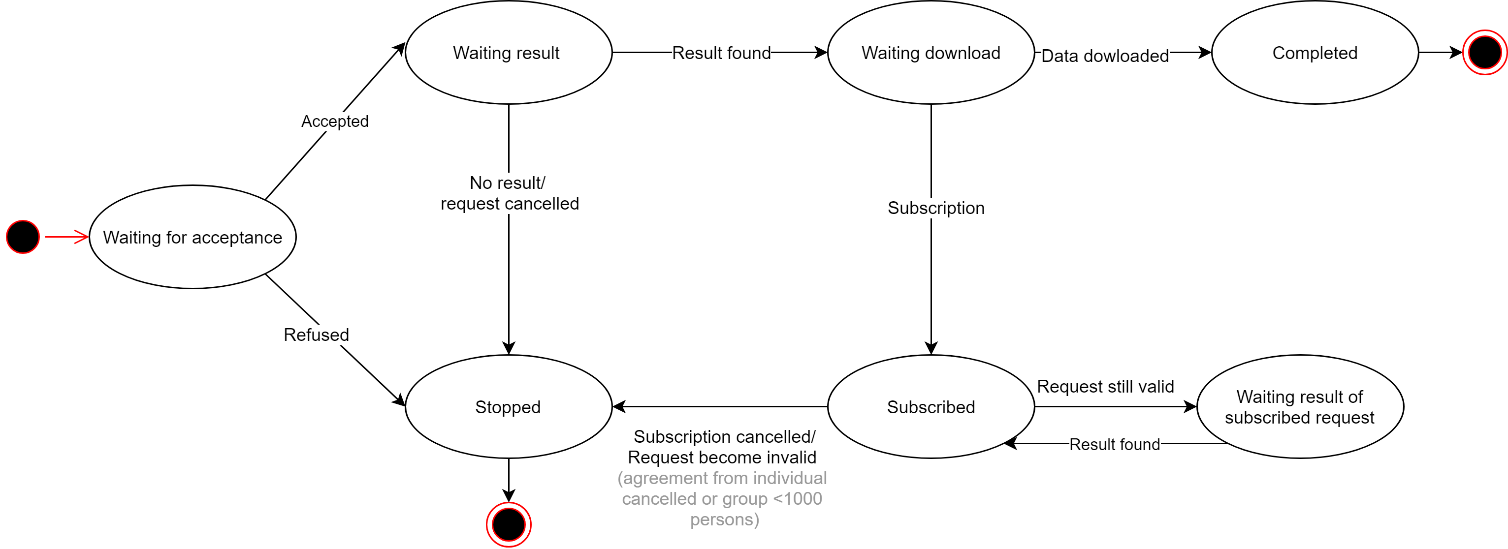 Waiting result
Result found
Waiting download
Data dowloaded
Completed
Accepted
No result/
request cancelled
Subscription
Waiting for acceptance
Refused
Stopped
Subscribed
Request still valid
Waiting result of
subscribed request
Result found
Subscription cancelled/
Request become invalid
(agreement from individual
cancelled or group <1000
persons)